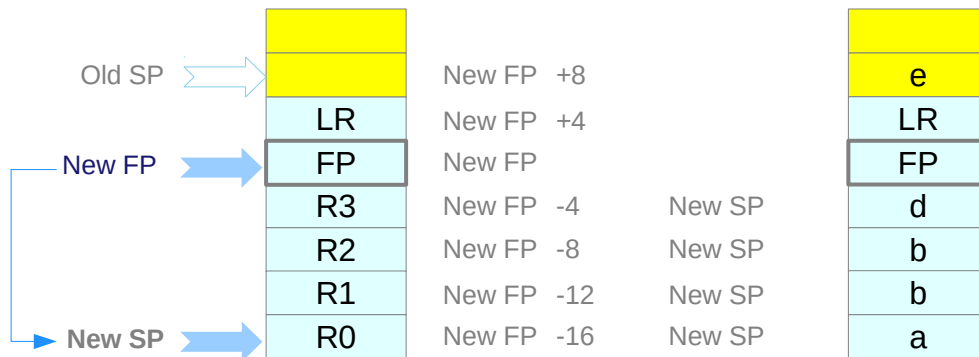 Old SP New FP +8 e
LR New FP +4 LR
New FP FP New FP FP
R3 New FP -4 New SP d
R2 New FP -8 New SP b
R1 New FP -12 New SP b
New SP R0 New FP -16 New SP a